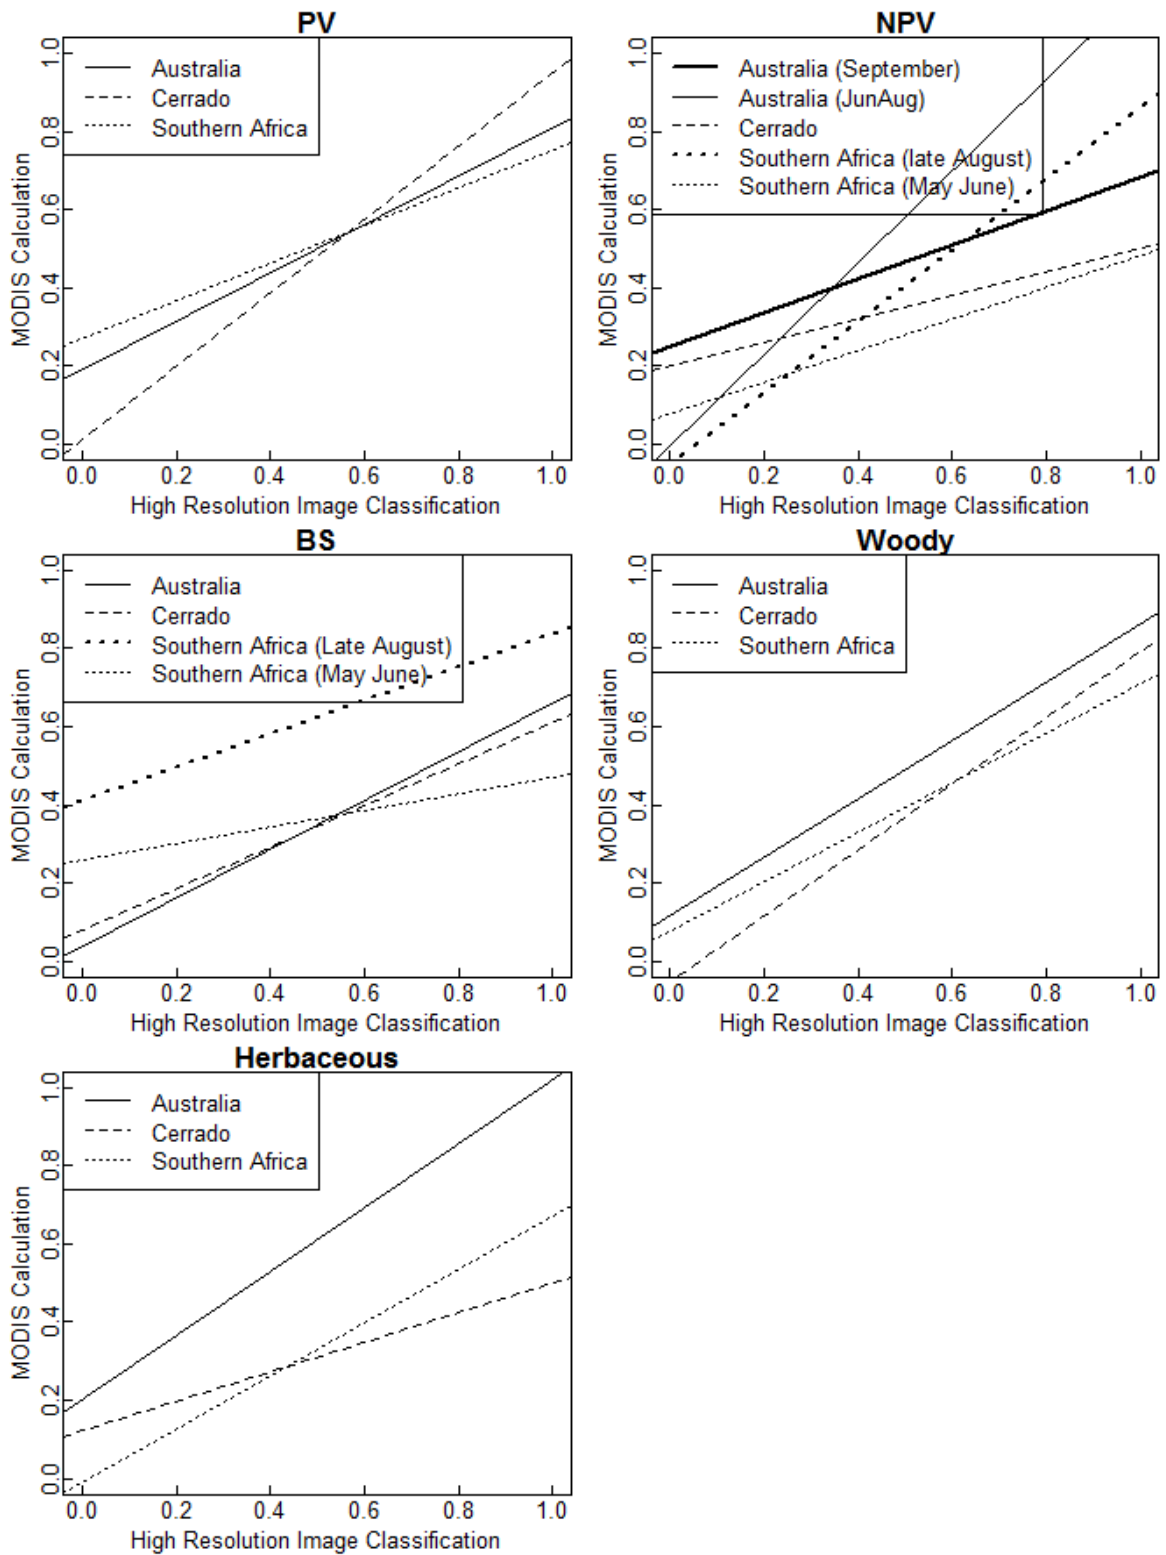 PV
Australia
Cerrado
Southern Africa
MODIS Calculation
0.0 0.2 0.4 0.6 0.8 1.0
0.0 0.2 0.4 0.6 0.8 1.0
High Resolution Image Classification
NPV
Australia (September)
Australia (JunAug)
Cerrado
Southern Africa (late August)
Southern Africa (May June)
MODIS Calculation
0.0 0.2 0.4 0.6 0.8 1.0
0.0 0.2 0.4 0.6 0.8 1.0
High Resolution Image Classification
BS
Australia
Cerrado
Southern Africa (Late August)
Southern Africa (May June)
MODIS Calculation
0.0 0.2 0.4 0.6 0.8 1.0
0.0 0.2 0.4 0.6 0.8 1.0
High Resolution Image Classification
Woody
Australia
Cerrado
Southern Africa
MODIS Calculation
0.0 0.2 0.4 0.6 0.8 1.0
0.0 0.2 0.4 0.6 0.8 1.0
High Resolution Image Classification
Herbaceous
Australia
Cerrado
Southern Africa
MODIS Calculation
0.0 0.2 0.4 0.6 0.8 1.0
0.0 0.2 0.4 0.6 0.8 1.0
High Resolution Image Classification